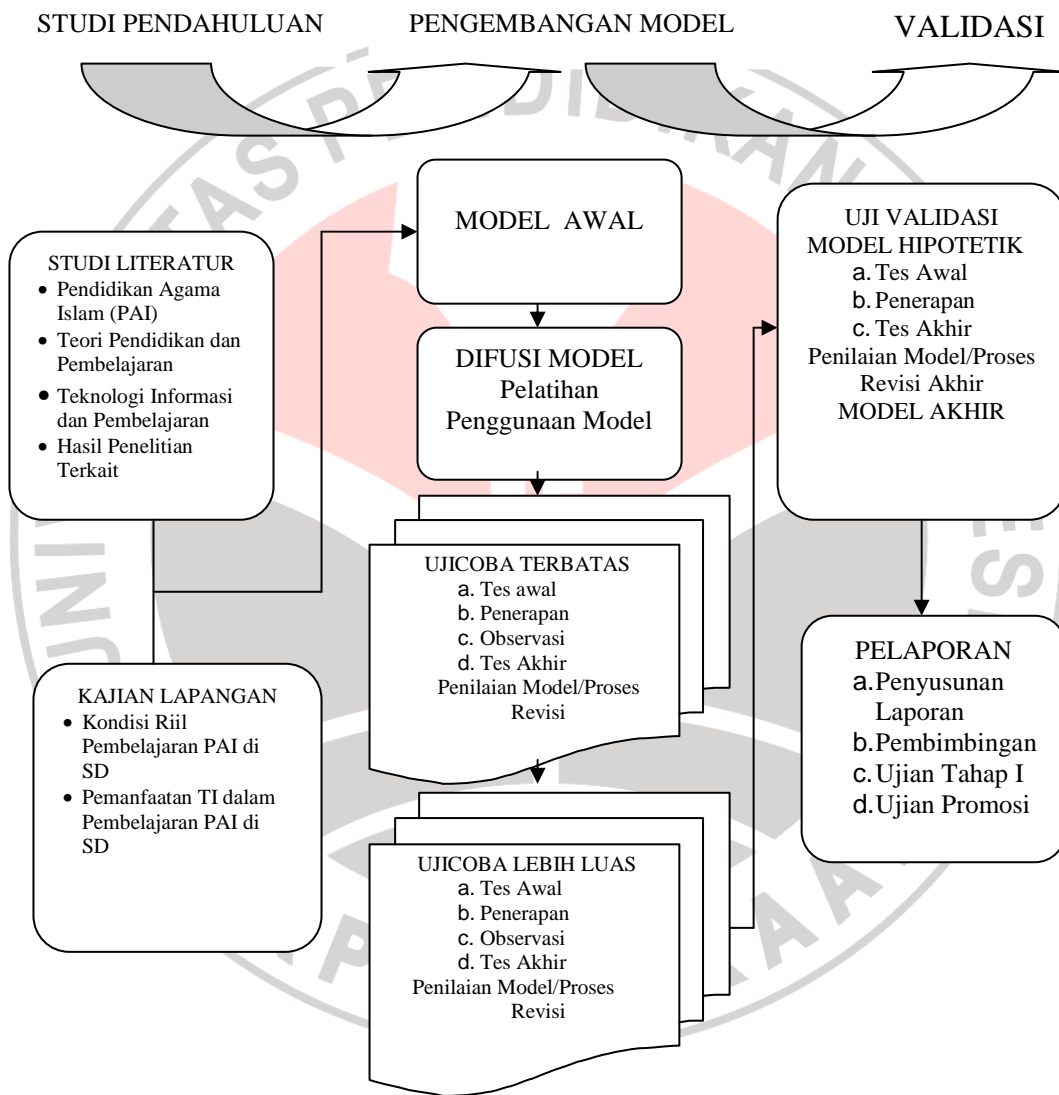 STUDI PENDAHULUAN
PENGEMBANGAN MODEL
VALIDASI
STUDI LITERATUR
• Pendidikan Agama
Islam (PAI)
• Teori Pendidikan dan
Pembelajaran
• Teknologi Informasi
dan Pembelajaran
• Hasil Penelitian
Terkait
KAJIAN LAPANGAN
• Kondisi Riil
Pembelajaran PAI di
SD
• Pemanfaatan TI dalam
Pembelajaran PAI di
SD
MODEL AWAL
DIFUSI MODEL
Pelatihan
Penggunaan Model
UJICOBA TERBATAS
a. Tes awal
b. Penerapan
c. Observasi
d. Tes Akhir
Penilaian Model/Proses
Revisi
UJICOBA LEBIH LUAS
a. Tes Awal
b. Penerapan
c. Observasi
d. Tes Akhir
Penilaian Model/Proses
Revisi
UJI VALIDASI
MODEL HIPOTETIK
a. Tes Awal
b. Penerapan
c. Tes Akhir
Penilaian Model/Proses
Revisi Akhir
MODEL AKHIR
PELAPORAN
a. Penyusunan
Laporan
b. Pembimbingan
c. Ujian Tahap I
d. Ujian Promosi